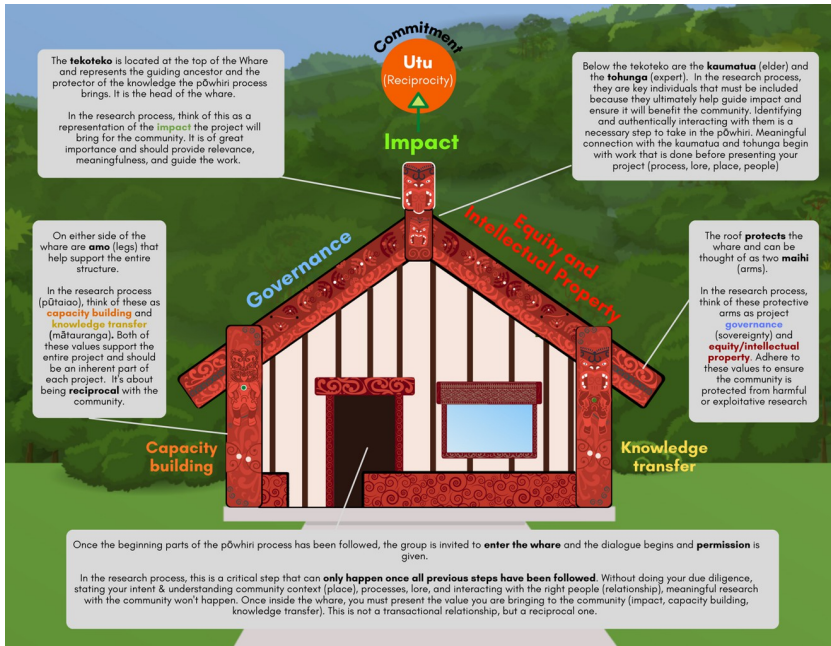 Commitment
Utu
(Reciprocity)
Impact
The tekoteko is located at the top of the Whare
and represents the guiding ancestor and the
protector of the knowledge the pōwhiri process
brings. It is the head of the whare.
In the research process, think of this as a
representation of the impact the project will
bring for the community. It is of great
importance and should provide relevance,
meaningfulness, and guide the work.
Below the tekoteko are the kaumatua (elder) and
the tohunga (expert). In the research process,
they are key individuals that must be included
because they ultimately help guide impact and
ensure it will benefit the community. Identifying
and authentically interacting with them is a
necessary step to take in the pōwhiri. Meaningful
connection with the kaumatua and tohunga begin
with work that is done before presenting your
project (process, lore, place, people)
Governance
Equity and
Intellectual Property
On either side of the
whare are amo (legs) that
help support the entire
structure.
In the research process
(pūtaiao), think of these as
capacity building and
knowledge transfer
(mātauranga). Both of
these values support the
entire project and should
be an inherent part of
each project. It's about
being reciprocal with the
community.
The roof protects the
whare and can be
thought of as two maihi
(arms).
In the research process,
think of these protective
arms as project
governance
(sovereignty) and
equity/intellectual
property. Adhere to
these values to ensure
the community is
protected from harmful
or exploitative research
Capacity
building
Knowledge
transfer
Once the beginning parts of the pōwhiri process has been followed, the group is invited to enter the whare and the dialogue begins and permission is
given.
In the research process, this is a critical step that can only happen once all previous steps have been followed. Without doing your due diligence,
stating your intent & understanding community context (place), processes, lore, and interacting with the right people (relationship), meaningful research
with the community won't happen. Once inside the whare, you must present the value you are bringing to the community (impact, capacity building,
knowledge transfer). This is not a transactional relationship, but a reciprocal one.